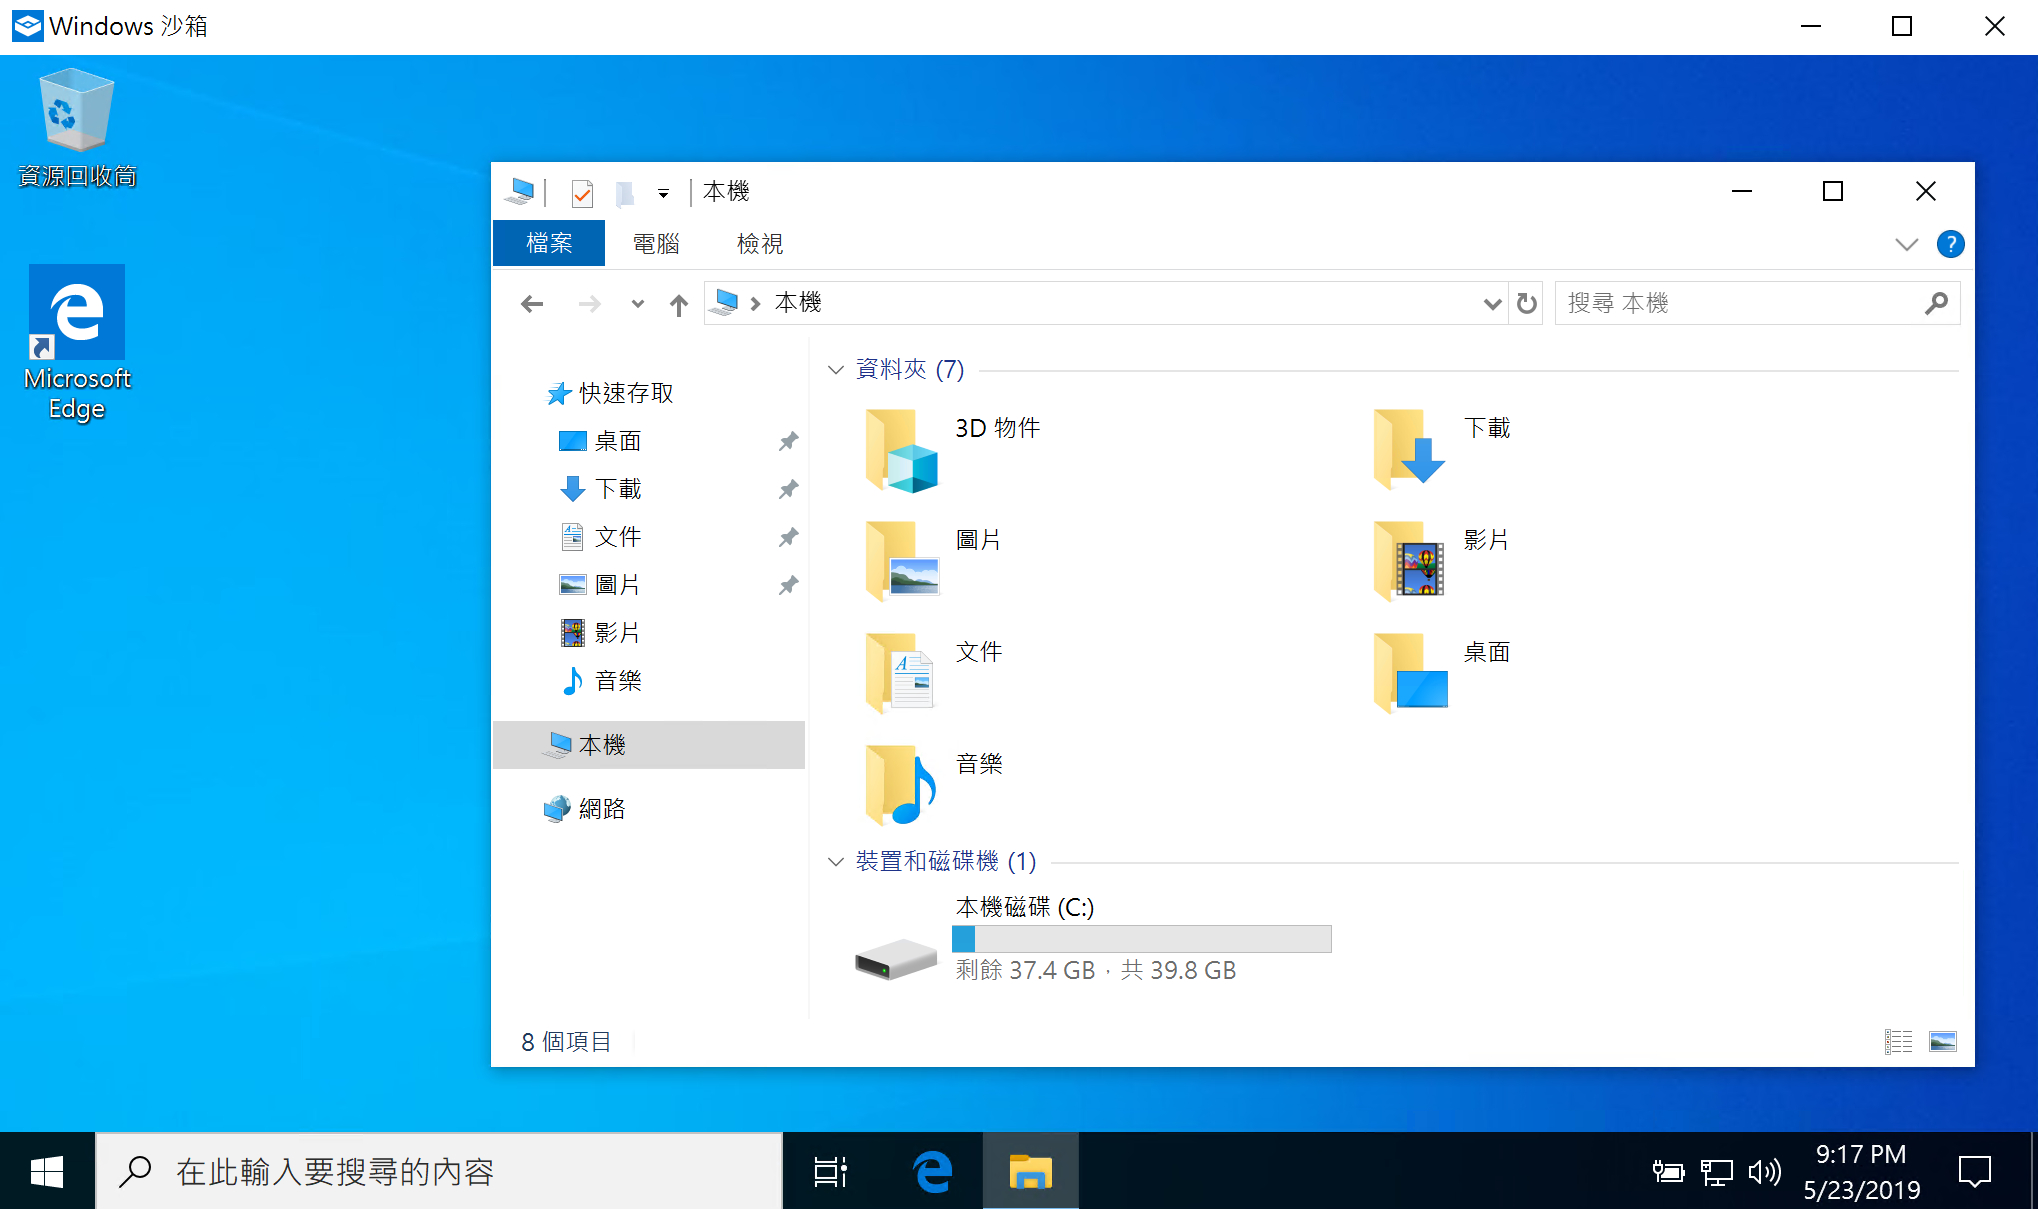 Windows 沙箱
資源回收筒
Microsoft
Edge
本機
檔案
電腦
檢視
?
本機
搜尋 本機
快速存取
桌面
下載
文件
圖片
影片
音樂
本機
網路
資料夾 (7)
3D 物件
下載
圖片
影片
文件
桌面
音樂
裝置和磁碟機 (1)
本機磁碟 (C:)
剩餘 37.4 GB，共 39.8 GB
8 個項目
在此輸入要搜尋的內容
9:17 PM
5/23/2019